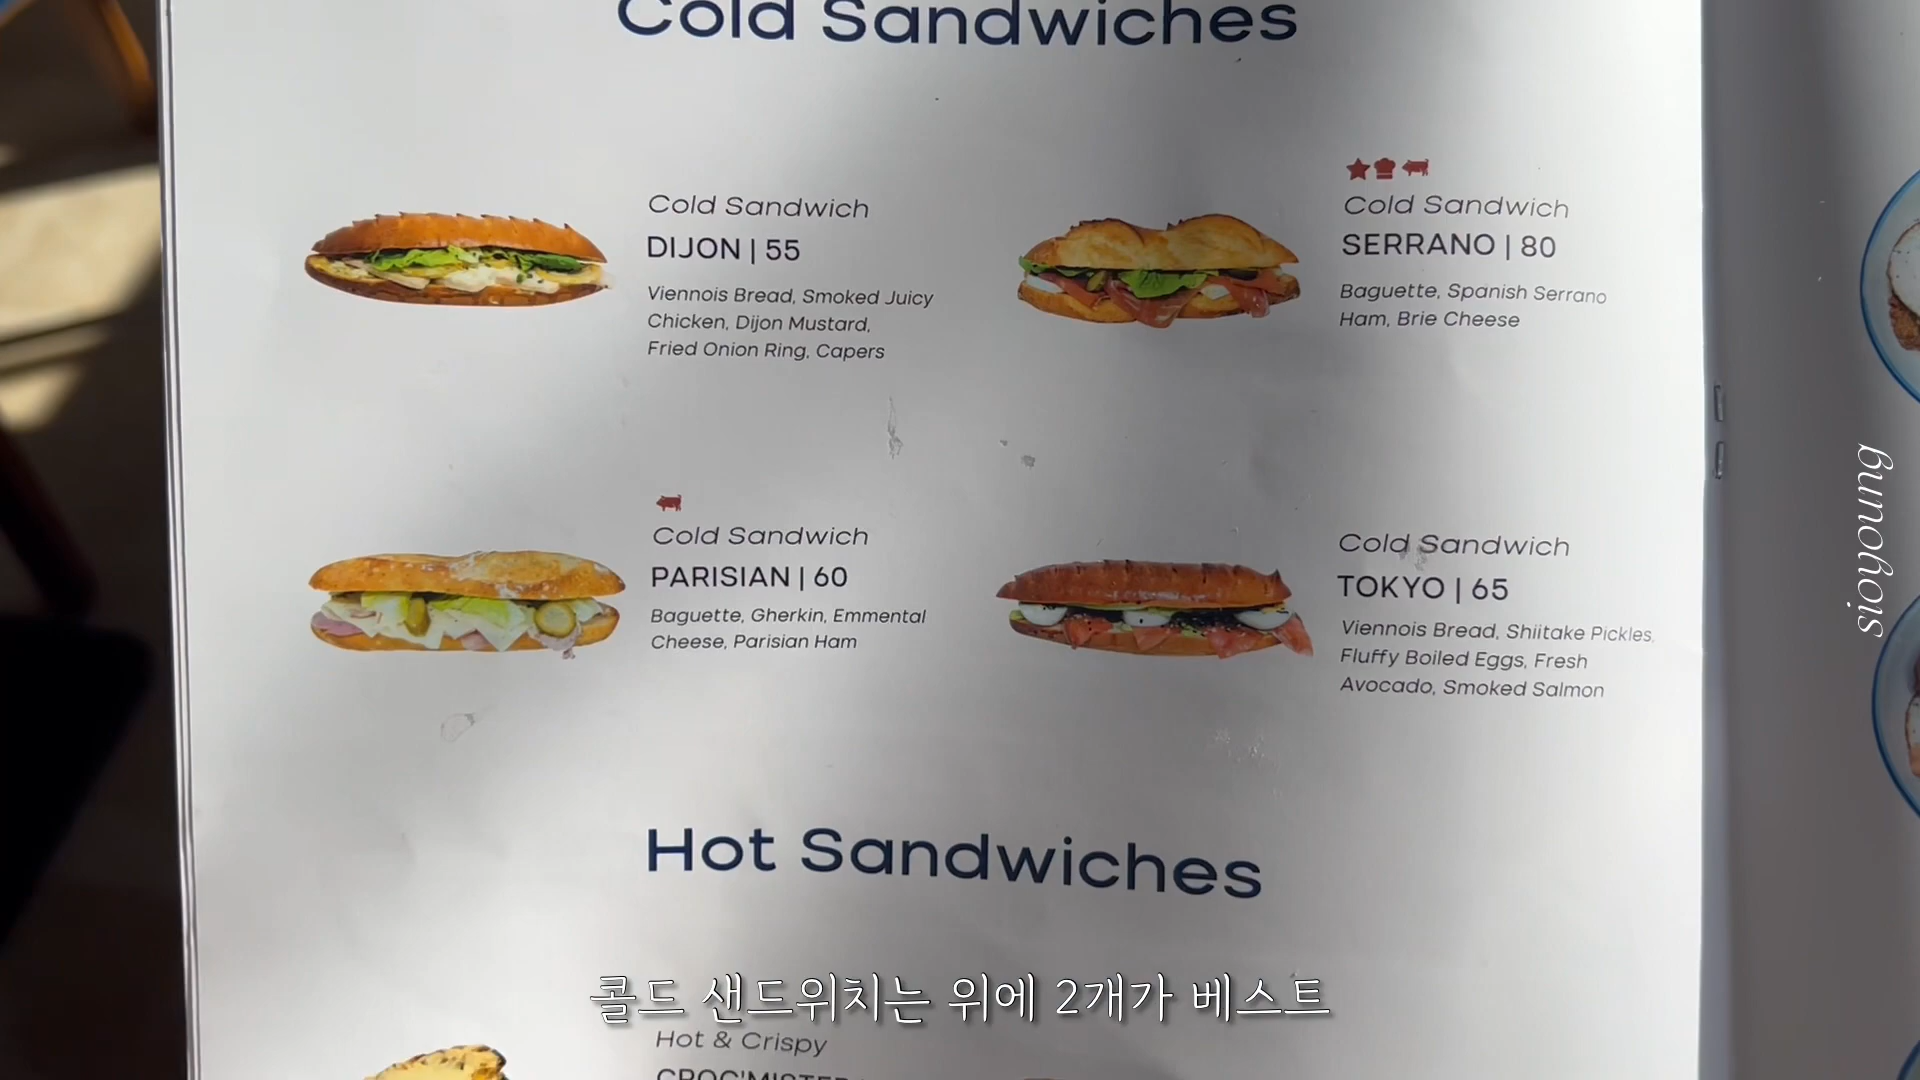 Cold Sandwiches
Cold Sandwich
DIJON | 55
Viennois Bread, Smoked Juicy
Chicken, Dijon Mustard,
Fried Onion Ring, Capers
Cold Sandwich
SERRANO | 80
Baguette, Spanish Serrano
Ham, Brie Cheese
Cold Sandwich
PARISIAN | 60
Baguette, Gherkin, Emmental
Cheese, Parisian Ham
Cold Sandwich
TOKYO | 65
Viennois Bread, Shiitake Pickles,
Fluffy Boiled Eggs, Fresh
Avocado, Smoked Salmon
Hot Sandwiches
콜드 샌드위치는 위에 2개가 베스트
Hot & Crispy